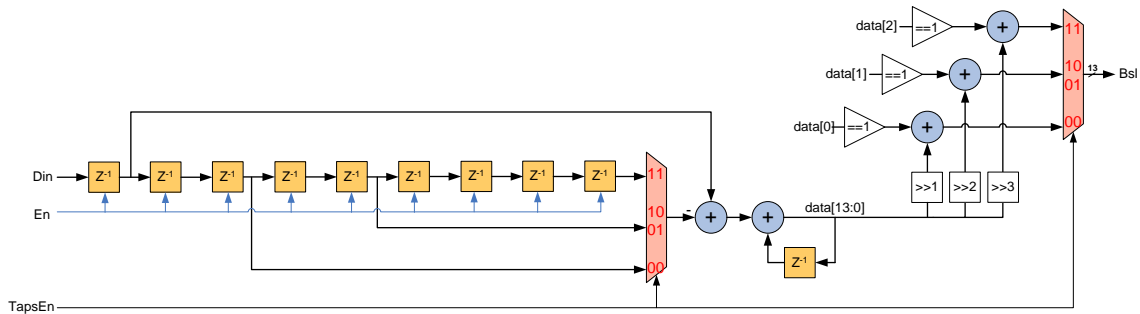 data[2] ==1 + 11
data[1] ==1 + 10 13 Bsl
01
data[0] ==1 + 00
Din Z-1 Z-1 Z-1 Z-1 Z-1 Z-1 Z-1 Z-1 Z-1 11
>>1 >>2 >>3
En 10 - + + data[13:0]
01
Z-1
00
TapsEn